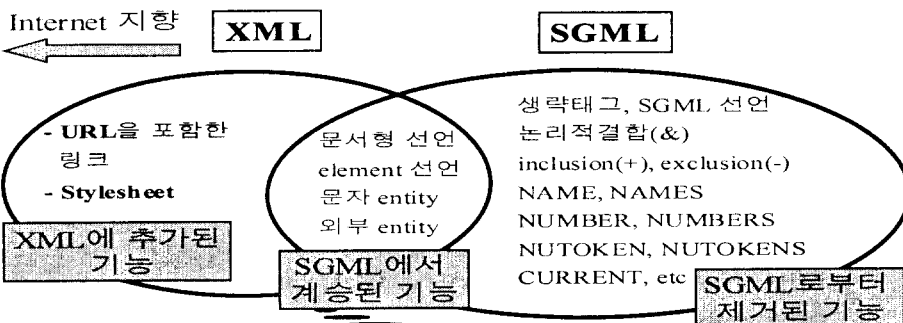 Internet 지향
XML
SGML
- URL을 포함한
링크
- Stylesheet
XML에 추가된
기능
문서형 선언
element 선언
문자 entity
외부 entity
SGML에서
계승된 기능
생략태그, SGML 선언
논리적결합(&)
inclusion(+), exclusion(-)
NAME, NAMES
NUMBER, NUMBERS
NUTOKEN, NUTOKENS
CURRENT, etc
SGML로부터
제거된 기능